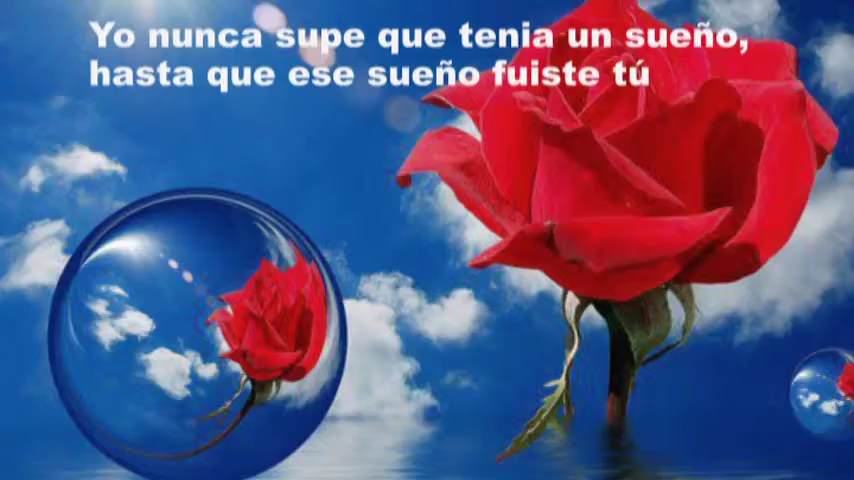 Yo nunca supe que tenia un sueño,
hasta que ese sueño fuiste tú